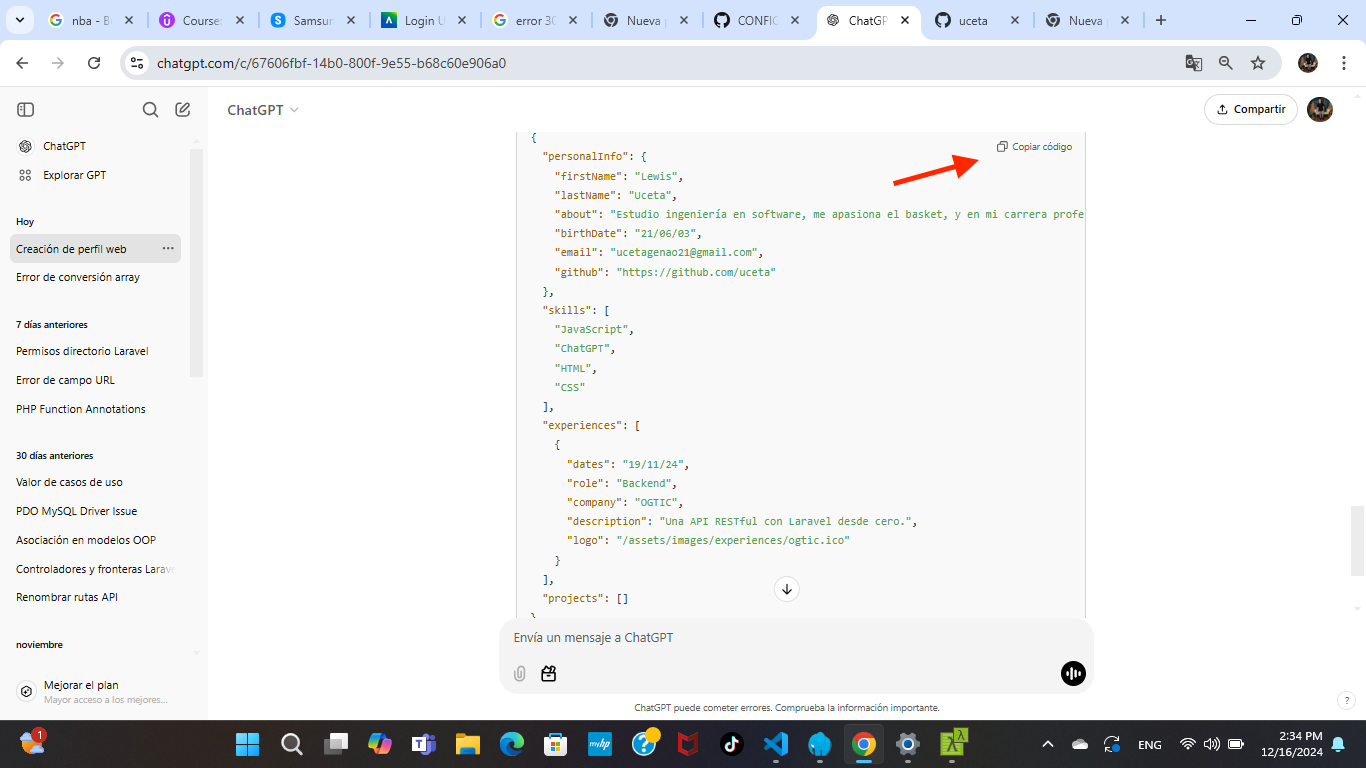 nba - B
Course
Samsu
Login U
error 30
Nueva
CONFIG
ChatGP
uceta
Nueva
chatgpt.com/c/67606fbf-14b0-800f-9e55-b68c60e906a0
ChatGPT
Compartir
ChatGPT
Explorar GPT
Hoy
Creación de perfil web
Error de conversión array
7 días anteriores
Permisos directorio Laravel
Error de campo URL
PHP Function Annotations
30 días anteriores
Valor de casos de uso
PDO MySQL Driver Issue
Asociación en modelos OOP
Controladores y fronteras Larav
Renombrar rutas API
noviembre
Mejorar el plan
Mayor acceso a los mejores...
Copiar código
{
"personalInfo": {
"firstName": "Lewis",
"lastName": "Uceta",
"about": "Estudio ingeniería en software, me apasiona el basket, y en mi carrera profe
"birthDate": "21/06/03",
"email": "ucetagenao21@gmail.com",
"github": "https://github.com/uceta"
},
"skills": [
"JavaScript",
"ChatGPT",
"HTML",
"CSS"
],
"experiences": [
{
"dates": "19/11/24",
"role": "Backend",
"company": "OGTIC",
"description": "Una API RESTful con Laravel desde cero.",
"logo": "/assets/images/experiences/ogtic.ico"
}
],
"projects": []
}
Envía un mensaje a ChatGPT
ChatGPT puede cometer errores. Comprueba la información importante.
?
1
myhp
ENG
2:34 PM
12/16/2024